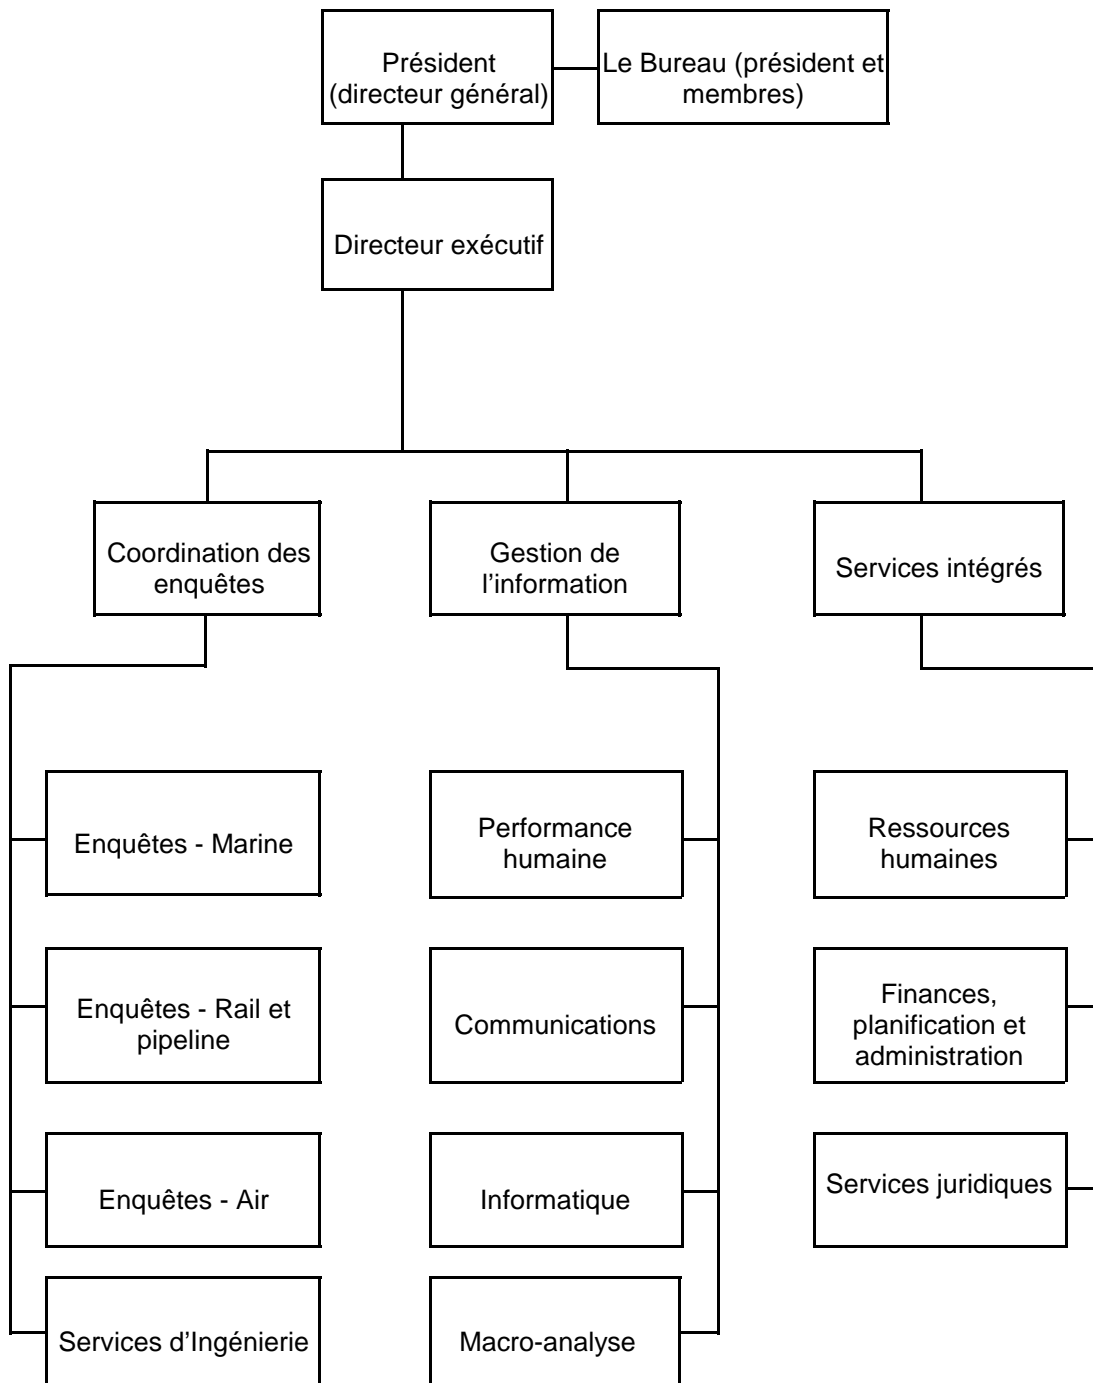 Président
(directeur général)
Le Bureau (président et
membres)
Directeur exécutif
Coordination des
enquêtes
Gestion de
l'information
Services intégrés
Enquêtes - Marine
Performance
humaine
Ressources
humaines
Enquêtes - Rail et
pipeline
Communications
Finances,
planification et
administration
Enquêtes - Air
Informatique
Services juridiques
Services d'Ingénierie
Macro-analyse